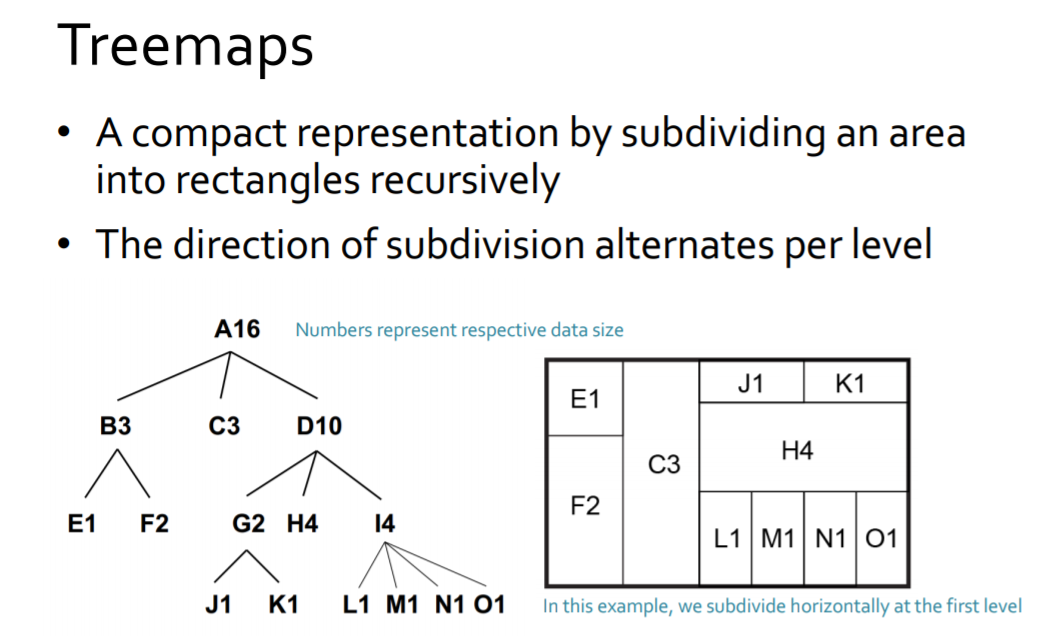 Treemaps
• A compact representation by subdividing an area
into rectangles recursively
• The direction of subdivision alternates per level
A16 Numbers represent respective data size
B3 C3 D10
E1 F2 G2 H4 I4
J1 K1 L1 M1 N1 O1
E1 J1 K1
C3 H4
F2 L1 M1 N1 O1
In this example, we subdivide horizontally at the first level